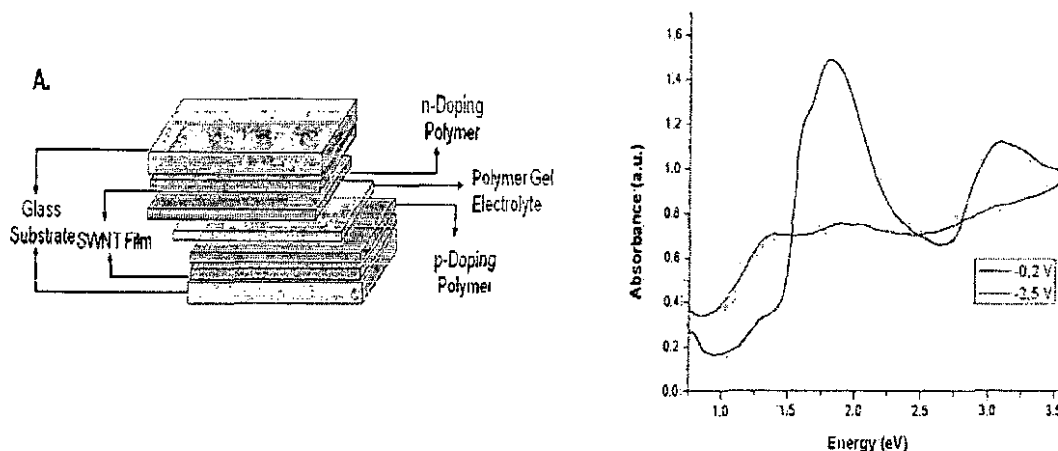 A.
n-Doping
Polymer
Polymer Gel
Electrolyte
Glass
Substrate
SWNT Film
p-Doping
Polymer
Absorbance (a.u.)
1.6
1.4
1.2
1.0
0.8
0.6
0.4
0.2
0.0
-0.2 V
-2.5 V
1.0
1.5
2.0
2.5
3.0
3.5
Energy (eV)